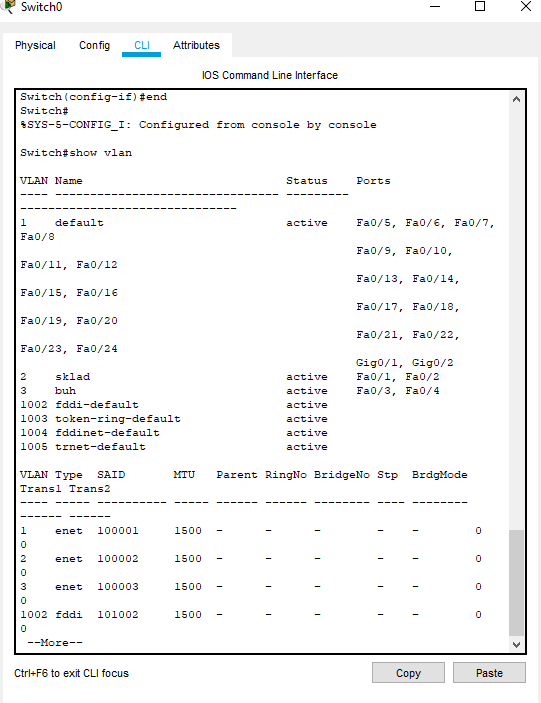 Switch0
Physical Config CLI Attributes
IOS Command Line Interface
Switch(config-if)#end
Switch#
%SYS-5-CONFIG_I: Configured from console by console
Switch#show vlan
VLAN Name Status Ports
---- -------------------------------- ---------
-------------------------------
1 default active Fa0/5, Fa0/6, Fa0/7,
Fa0/8
Fa0/9, Fa0/10,
Fa0/11, Fa0/12
Fa0/13, Fa0/14,
Fa0/15, Fa0/16
Fa0/17, Fa0/18,
Fa0/19, Fa0/20
Fa0/21, Fa0/22,
Fa0/23, Fa0/24
Gig0/1, Gig0/2
2 sklad active Fa0/1, Fa0/2
3 buh active Fa0/3, Fa0/4
1002 fddi-default active
1003 token-ring-default active
1004 fddinet-default active
1005 trnet-default active
VLAN Type SAID MTU Parent RingNo BridgeNo Stp BrdgMode
Trans1 Trans2
---- ----- ---------- ----- ------ ------ -------- ---- --------
------ ------
1 enet 100001 1500 - - - - - 0
0
2 enet 100002 1500 - - - - - 0
0
3 enet 100003 1500 - - - - - 0
0
1002 fddi 101002 1500 - - - - - 0
0
--More--
Ctrl+F6 to exit CLI focus
Copy Paste